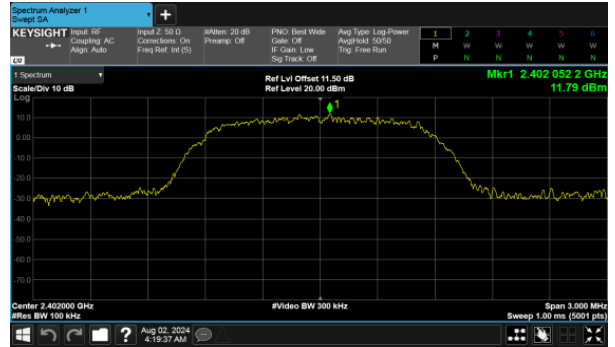 Spectrum Analyzer 1
Swept SA
+
KEYSIGHT
Input: RF
Coupling: AC
Align: Auto
Input Z: 50 Ω
Corrections: On
Freq Ref: Int (S)
#Atten: 20 dB
Preamp: Off
PNO: Best Wide
Gate: Off
IF Gain: Low
Sig Track: Off
Avg Type: Log-Power
Avg|Hold: 50/50
Trig: Free Run
1 2 3 4 5 6
M W W W W W
P N N N N N
LXI
1 Spectrum
Scale/Div 10 dB
Ref Lvl Offset 11.50 dB
Ref Level 20.00 dBm
Mkr1 2.402 052 2 GHz
11.79 dBm
Log
1
10.0
0.00
-10.0
-20.0
-30.0
-40.0
-50.0
-60.0
-70.0
Center 2.402000 GHz
#Res BW 100 kHz
#Video BW 300 kHz
Span 3.000 MHz
Sweep 1.00 ms (5001 pts)
?
Aug 02, 2024
4:19:37 AM